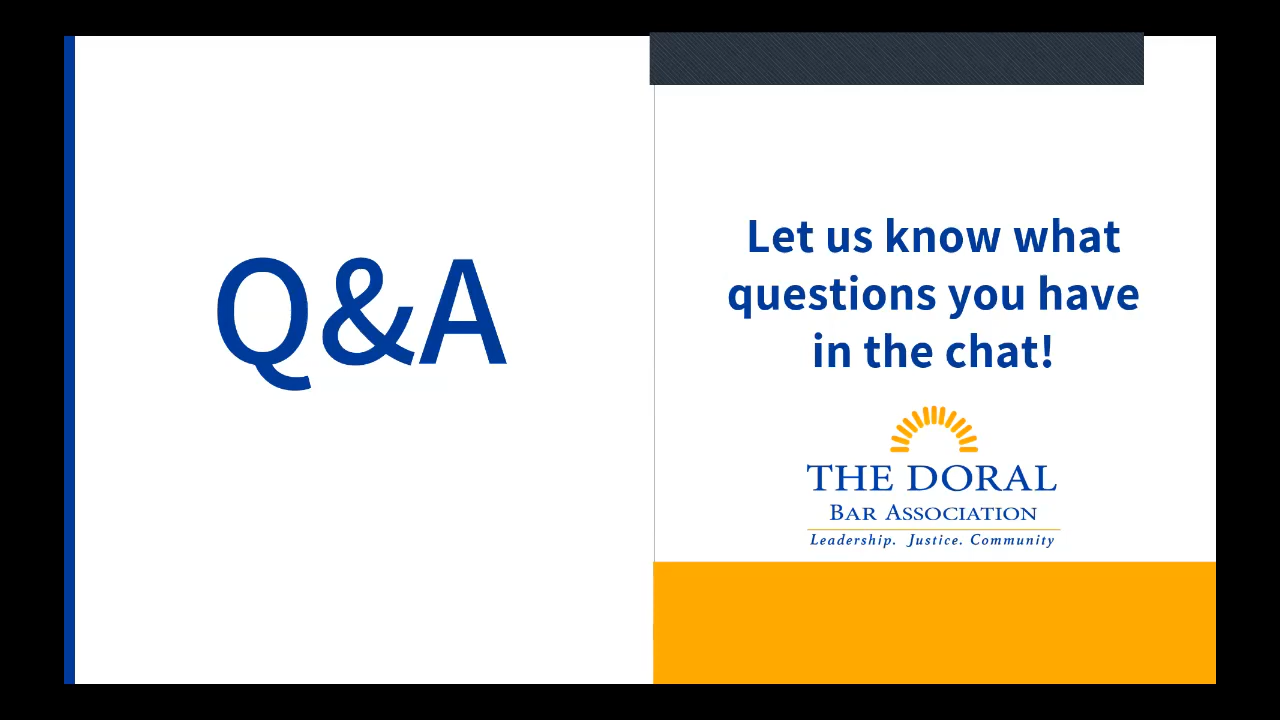 Q&A
Let us know what
questions you have
in the chat!
THE DORAL
BAR ASSOCIATION
Leadership. Justice. Community